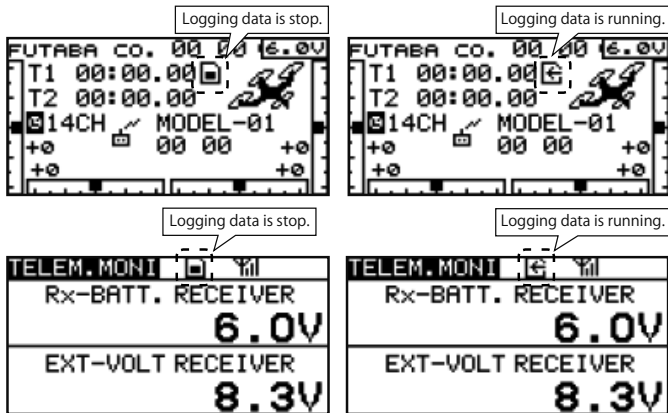 Logging data is stop.
FUTABA CO. 00 00 6.0V
T1 00:00.00
T2 00:00.00
14CH MODEL-01
+0 00 00 +0
+0 +0
Logging data is running.
FUTABA CO. 00 00 6.0V
T1 00:00.00
T2 00:00.00
14CH MODEL-01
+0 00 00 +0
+0 +0
Logging data is stop.
TELEM.MONI
Rx-BATT. RECEIVER
6.0V
EXT-VOLT RECEIVER
8.3V
Logging data is running.
TELEM.MONI
Rx-BATT. RECEIVER
6.0V
EXT-VOLT RECEIVER
8.3V